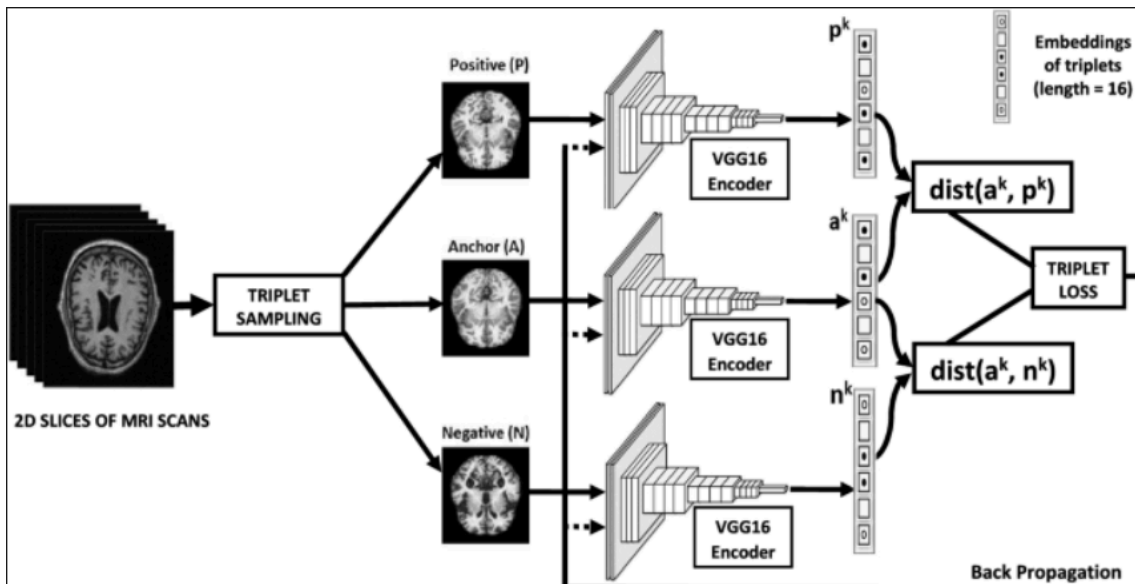 Positive (P)
Anchor (A)
Negative (N)
2D SLICES OF MRI SCANS
TRIPLET
SAMPLING
VGG16
Encoder
VGG16
Encoder
VGG16
Encoder
p^k
a^k
n^k
Embeddings
of triplets
(length = 16)
dist(a^k, p^k)
dist(a^k, n^k)
TRIPLET
LOSS
Back Propagation